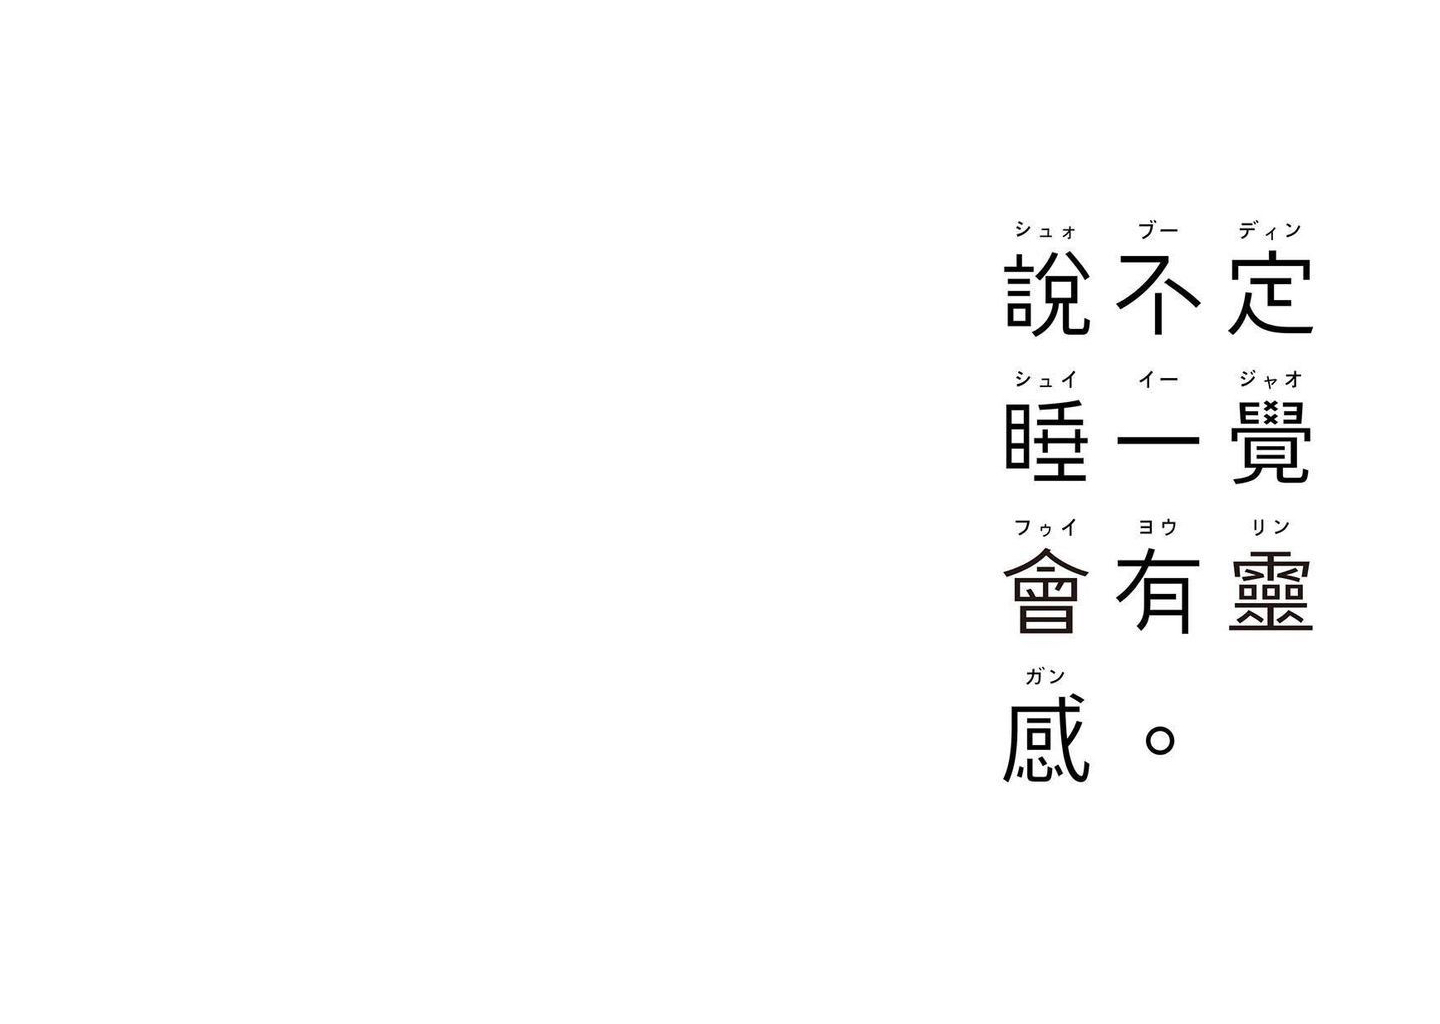 シュォ ブー ディン
說不定
シュイ イー ジャオ
睡一覺
フゥイ ヨウ リン
會有靈
ガン
感。